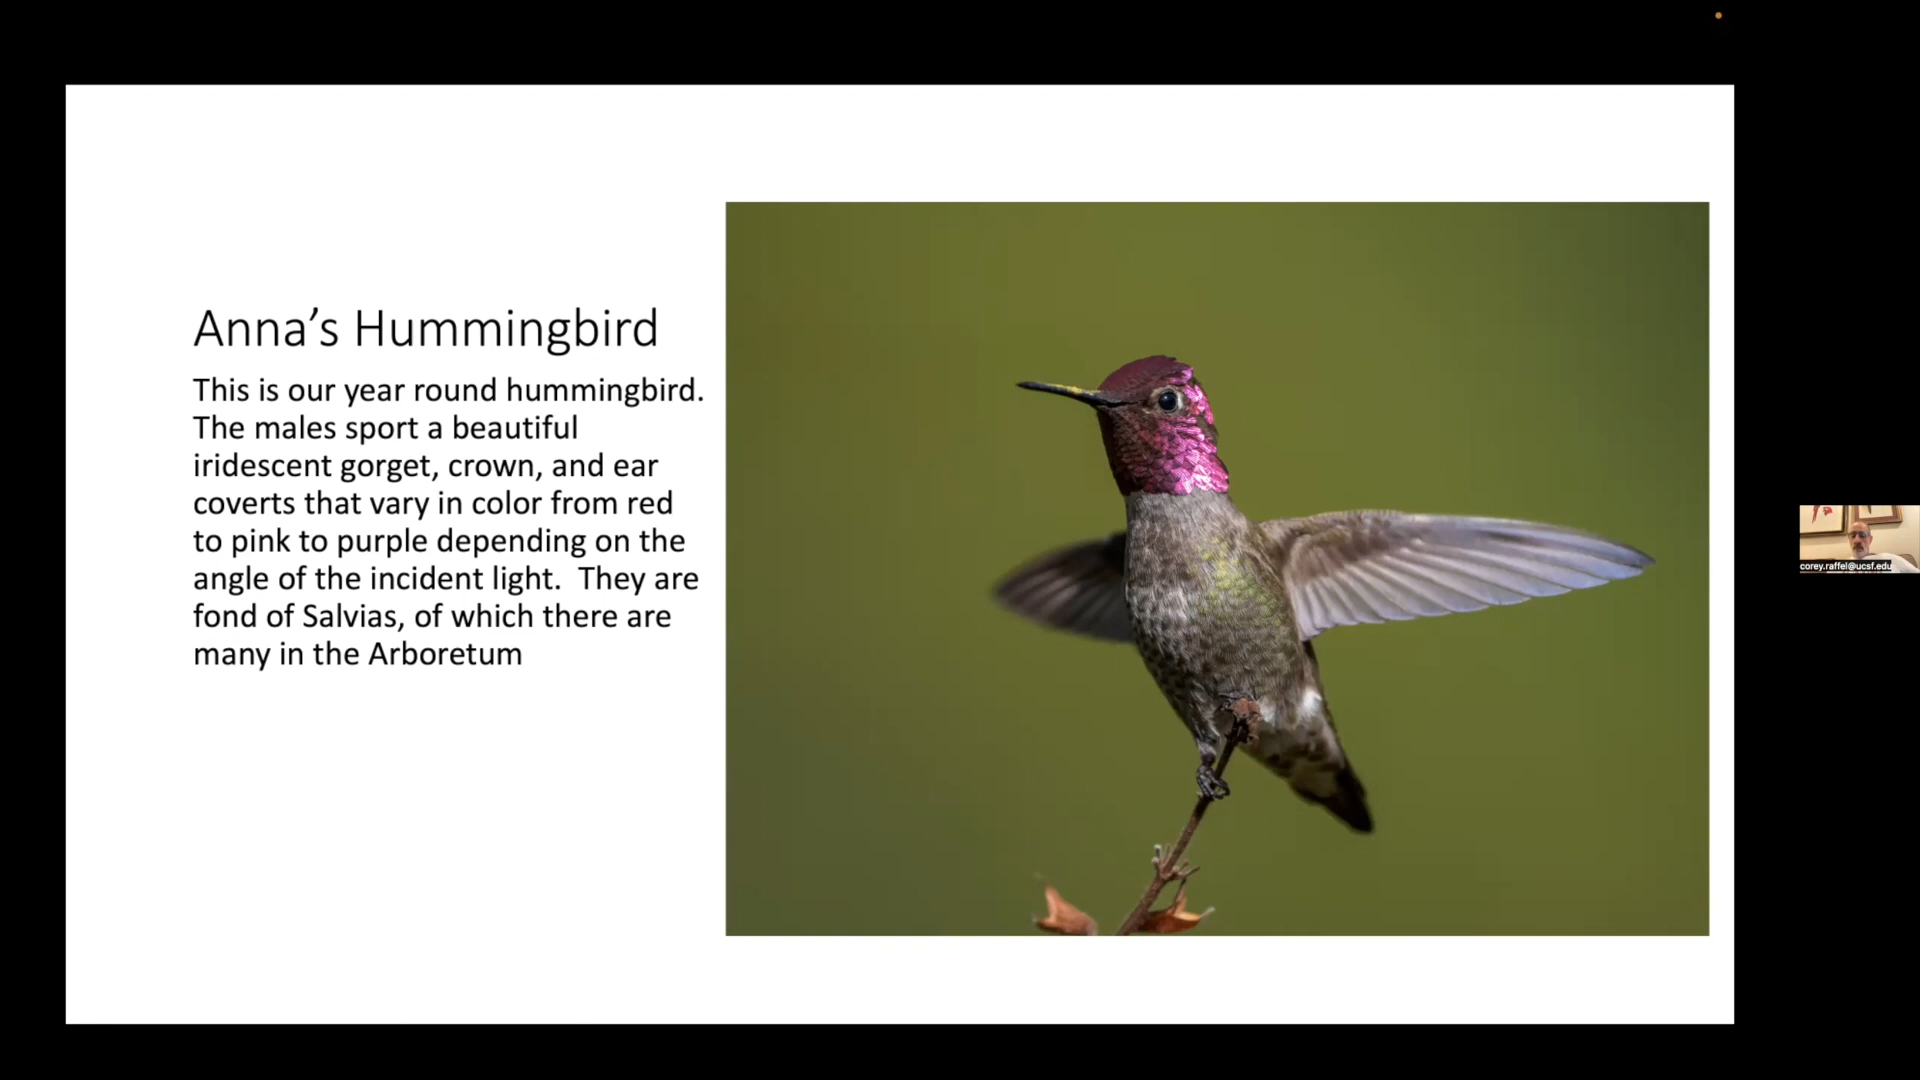 Anna’s Hummingbird
This is our year round hummingbird.
The males sport a beautiful
iridescent gorget, crown, and ear
coverts that vary in color from red
to pink to purple depending on the
angle of the incident light.  They are
fond of Salvias, of which there are
many in the Arboretum
corey.raffel@ucsf.edu